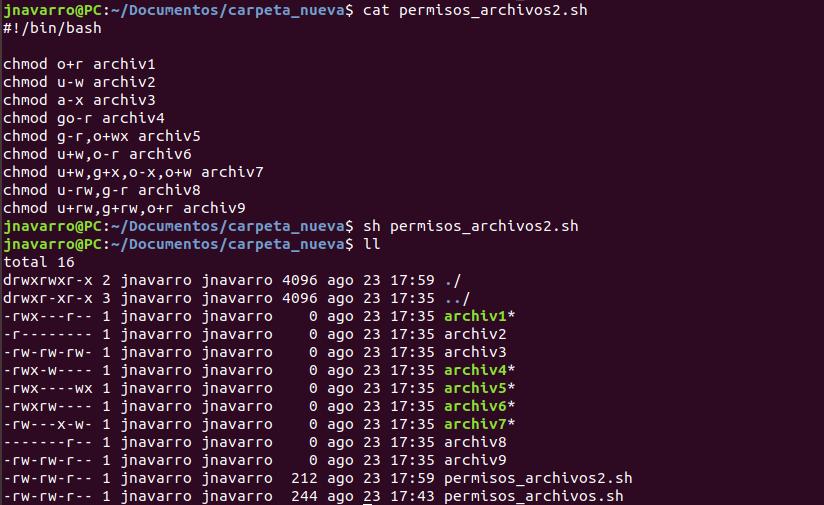 jnavarro@PC:~/Documentos/carpeta_nueva$ cat permisos_archivos2.sh
#!/bin/bash

chmod o+r archiv1
chmod u-w archiv2
chmod a-x archiv3
chmod go-r archiv4
chmod g-r,o+wx archiv5
chmod u+w,o-r archiv6
chmod u+w,g+x,o-x,o+w archiv7
chmod u-rw,g-r archiv8
chmod u+rw,g+rw,o+r archiv9
jnavarro@PC:~/Documentos/carpeta_nueva$ sh permisos_archivos2.sh
jnavarro@PC:~/Documentos/carpeta_nueva$ ll
total 16
drwxrwxr-x 2 jnavarro jnavarro 4096 ago 23 17:59 ./
drwxr-xr-x 3 jnavarro jnavarro 4096 ago 23 17:35 ../
-rwx---r-- 1 jnavarro jnavarro    0 ago 23 17:35 archiv1*
-r-------- 1 jnavarro jnavarro    0 ago 23 17:35 archiv2
-rw-rw-rw- 1 jnavarro jnavarro    0 ago 23 17:35 archiv3
-rwx-w---- 1 jnavarro jnavarro    0 ago 23 17:35 archiv4*
-rwx----wx 1 jnavarro jnavarro    0 ago 23 17:35 archiv5*
-rwxrw---- 1 jnavarro jnavarro    0 ago 23 17:35 archiv6*
-rw---x-w- 1 jnavarro jnavarro    0 ago 23 17:35 archiv7*
-------r-- 1 jnavarro jnavarro    0 ago 23 17:35 archiv8
-rw-rw-r-- 1 jnavarro jnavarro    0 ago 23 17:35 archiv9
-rw-rw-r-- 1 jnavarro jnavarro  212 ago 23 17:59 permisos_archivos2.sh
-rw-rw-r-- 1 jnavarro jnavarro  244 ago 23 17:43 permisos_archivos.sh